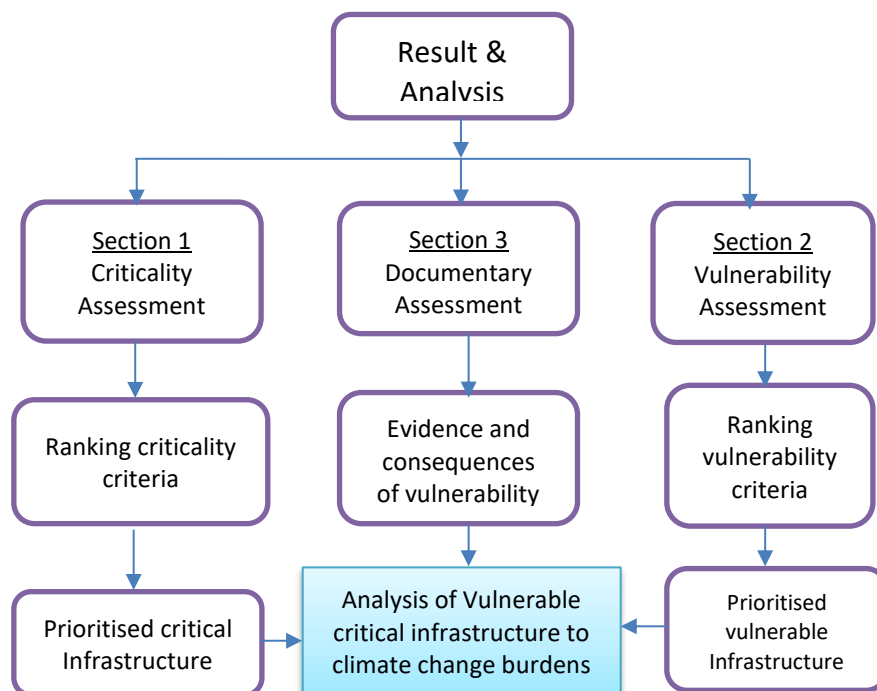 Result &
Analysis
Section 1
Criticality
Assessment
Section 3
Documentary
Assessment
Section 2
Vulnerability
Assessment
Ranking criticality
criteria
Evidence and
consequences
of vulnerability
Ranking
vulnerability
criteria
Prioritised critical
Infrastructure
Analysis of Vulnerable
critical infrastructure to
climate change burdens
Prioritised
vulnerable
Infrastructure